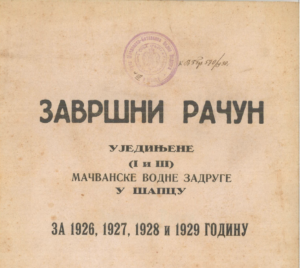 ЗАВРШНИ РАЧУН
УЈЕДИЊЕНЕ
(I и III)
МАЧВАНСКЕ ВОДНЕ ЗАДРУГЕ
У ШАПЦУ
ЗА 1926, 1927, 1928 и 1929 ГОДИНУ